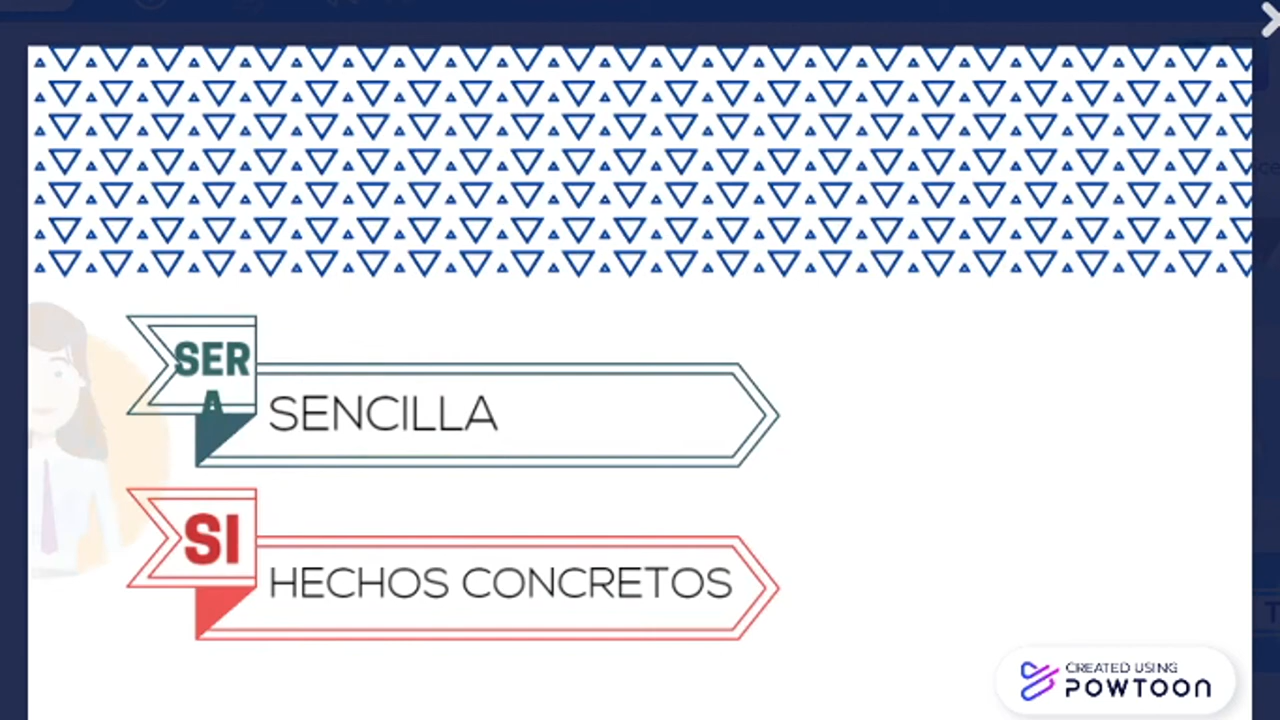 SER
A
SENCILLA
SI
HECHOS CONCRETOS
CREATED USING
POWTOON